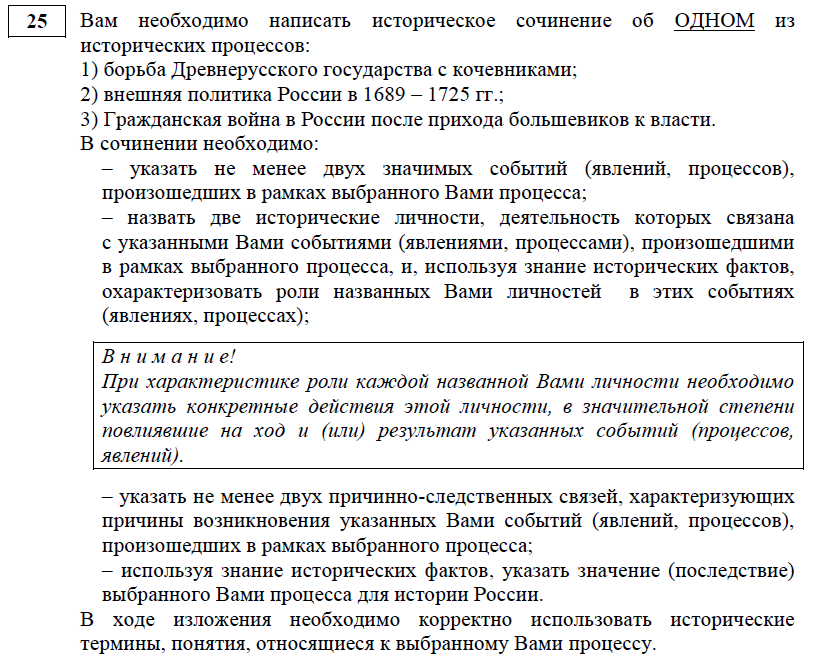 25
Вам необходимо написать историческое сочинение об ОДНОМ из
исторических процессов:
1) борьба Древнерусского государства с кочевниками;
2) внешняя политика России в 1689 – 1725 гг.;
3) Гражданская война в России после прихода большевиков к власти.
В сочинении необходимо:
– указать не менее двух значимых событий (явлений, процессов),
произошедших в рамках выбранного Вами процесса;
– назвать две исторические личности, деятельность которых связана
с указанными Вами событиями (явлениями, процессами), произошедшими
в рамках выбранного процесса, и, используя знание исторических фактов,
охарактеризовать роли названных Вами личностей в этих событиях
(явлениях, процессах);
В н и м а н и е!
При характеристике роли каждой названной Вами личности необходимо
указать конкретные действия этой личности, в значительной степени
повлиявшие на ход и (или) результат указанных событий (процессов,
явлений).
– указать не менее двух причинно-следственных связей, характеризующих
причины возникновения указанных Вами событий (явлений, процессов),
произошедших в рамках выбранного процесса;
– используя знание исторических фактов, указать значение (последствие)
выбранного Вами процесса для истории России.
В ходе изложения необходимо корректно использовать исторические
термины, понятия, относящиеся к выбранному Вами процессу.